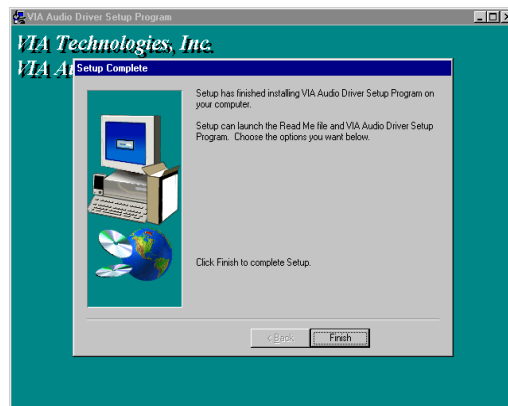 VIA Audio Driver Setup Program
VIA Technologies, Inc.
VIA A
Setup Complete
Setup has finished installing VIA Audio Driver Setup Program on
your computer.
Setup can launch the Read Me file and VIA Audio Driver Setup
Program. Choose the options you want below.
Click Finish to complete Setup.
< Back
Finish